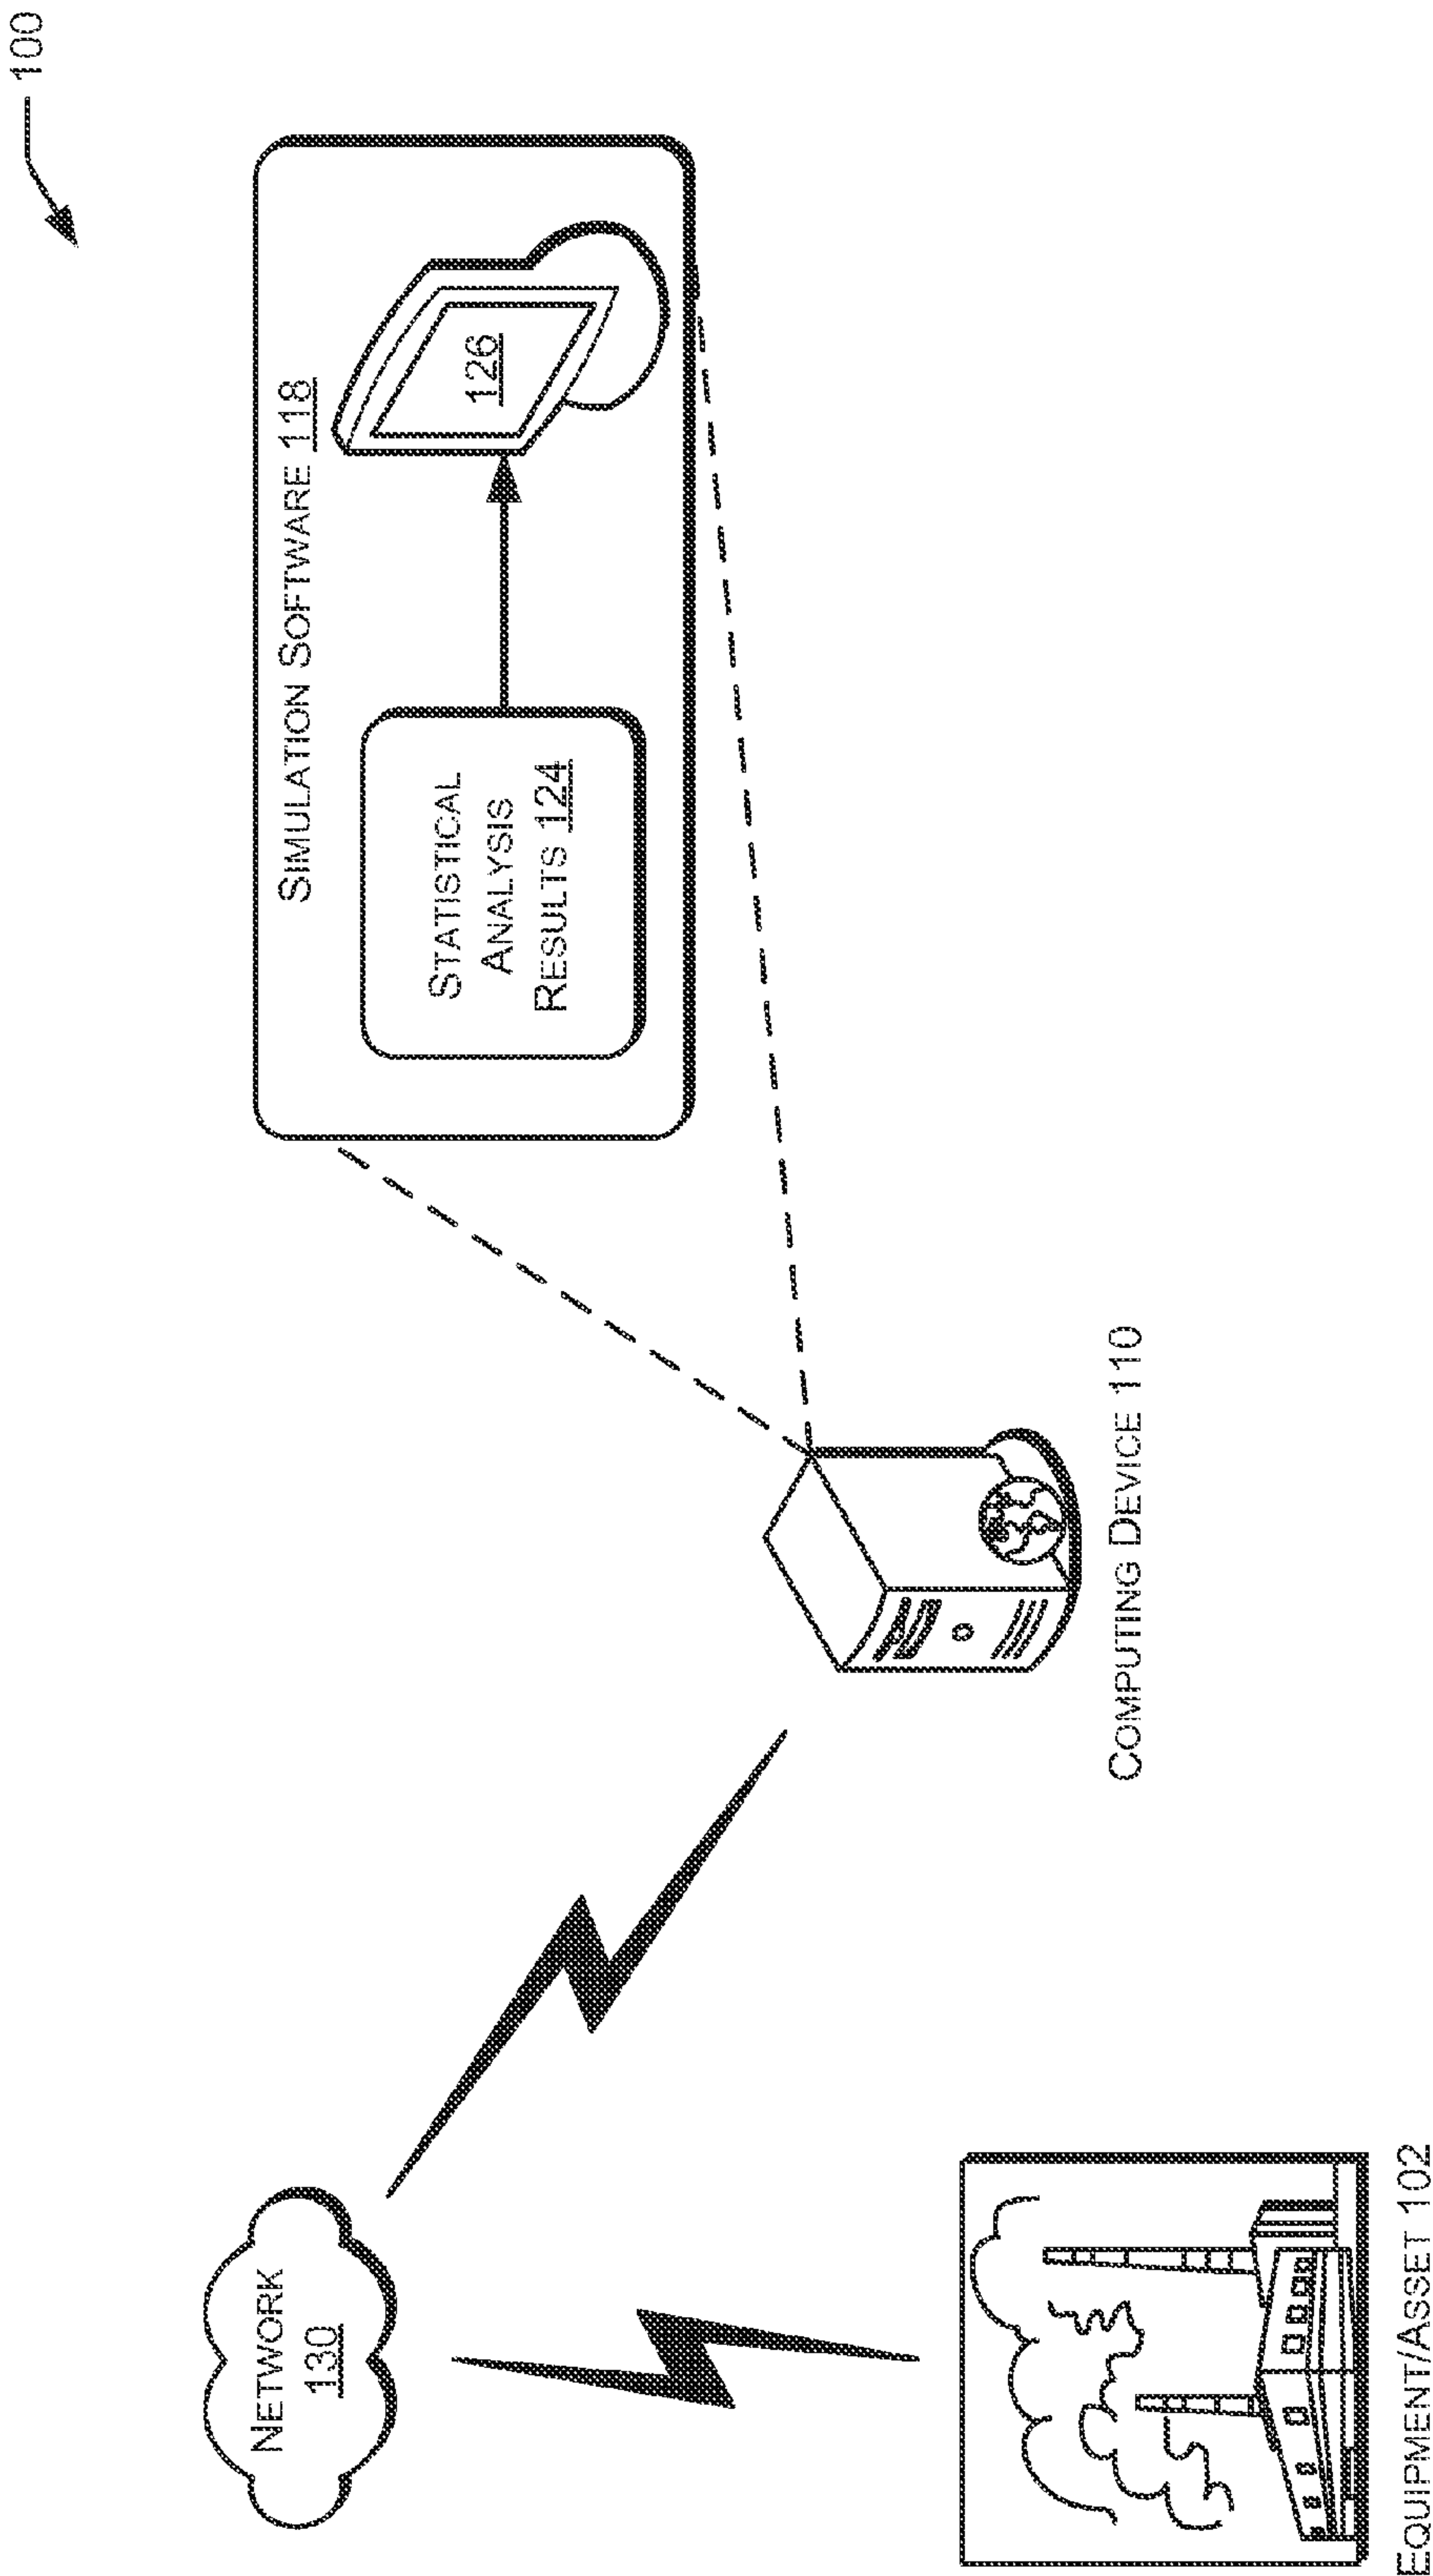 100
SIMULATION SOFTWARE 118
STATISTICAL
ANALYSIS
RESULTS 124
126
NETWORK
130
COMPUTING DEVICE 110
EQUIPMENT/ASSET 102